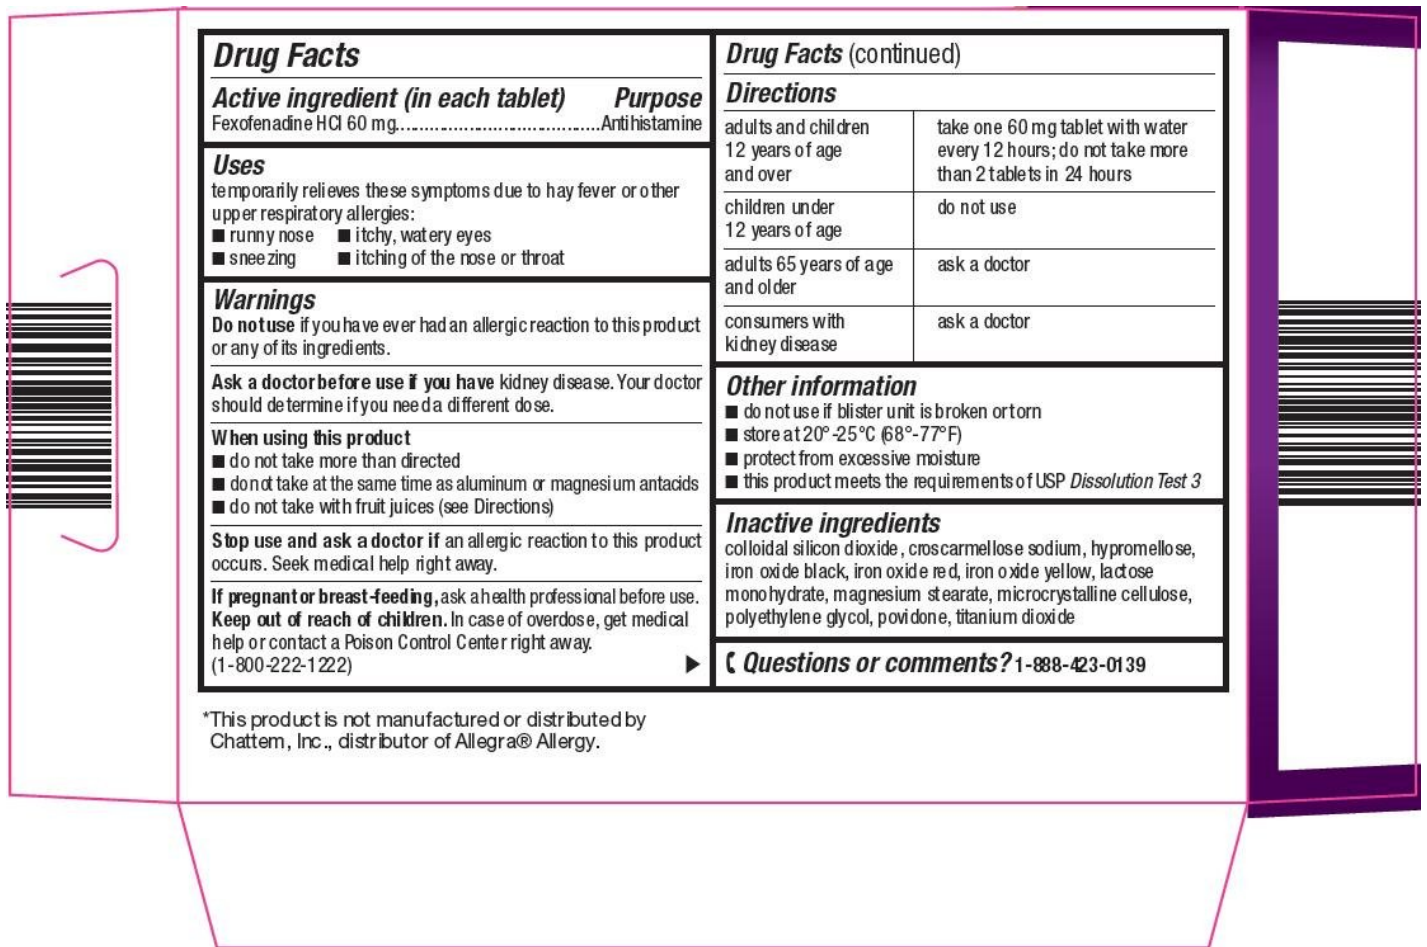 Drug Facts
Active ingredient (in each tablet) Purpose
Fexofenadine HCl 60 mg............................................Antihistamine
Uses
temporarily relieves these symptoms due to hay fever or other
upper respiratory allergies:
■ runny nose ■ itchy, watery eyes
■ sneezing ■ itching of the nose or throat
Warnings
Do not use if you have ever had an allergic reaction to this product
or any of its ingredients.
Ask a doctor before use if you have kidney disease. Your doctor
should determine if you need a different dose.
When using this product
■ do not take more than directed
■ do not take at the same time as aluminum or magnesium antacids
■ do not take with fruit juices (see Directions)
Stop use and ask a doctor if an allergic reaction to this product
occurs. Seek medical help right away.
If pregnant or breast-feeding, ask a health professional before use.
Keep out of reach of children. In case of overdose, get medical
help or contact a Poison Control Center right away.
(1-800-222-1222)
Drug Facts (continued)
Directions
adults and children
12 years of age
and over
take one 60 mg tablet with water
every 12 hours; do not take more
than 2 tablets in 24 hours
children under
12 years of age
do not use
adults 65 years of age
and older
ask a doctor
consumers with
kidney disease
ask a doctor
Other information
■ do not use if blister unit is broken or torn
■ store at 20°-25°C (68°-77°F)
■ protect from excessive moisture
■ this product meets the requirements of USP Dissolution Test 3
Inactive ingredients
colloidal silicon dioxide, croscarmellose sodium, hypromellose,
iron oxide black, iron oxide red, iron oxide yellow, lactose
monohydrate, magnesium stearate, microcrystalline cellulose,
polyethylene glycol, povidone, titanium dioxide
Questions or comments? 1-888-423-0139
*This product is not manufactured or distributed by
Chattem, Inc., distributor of Allegra® Allergy.